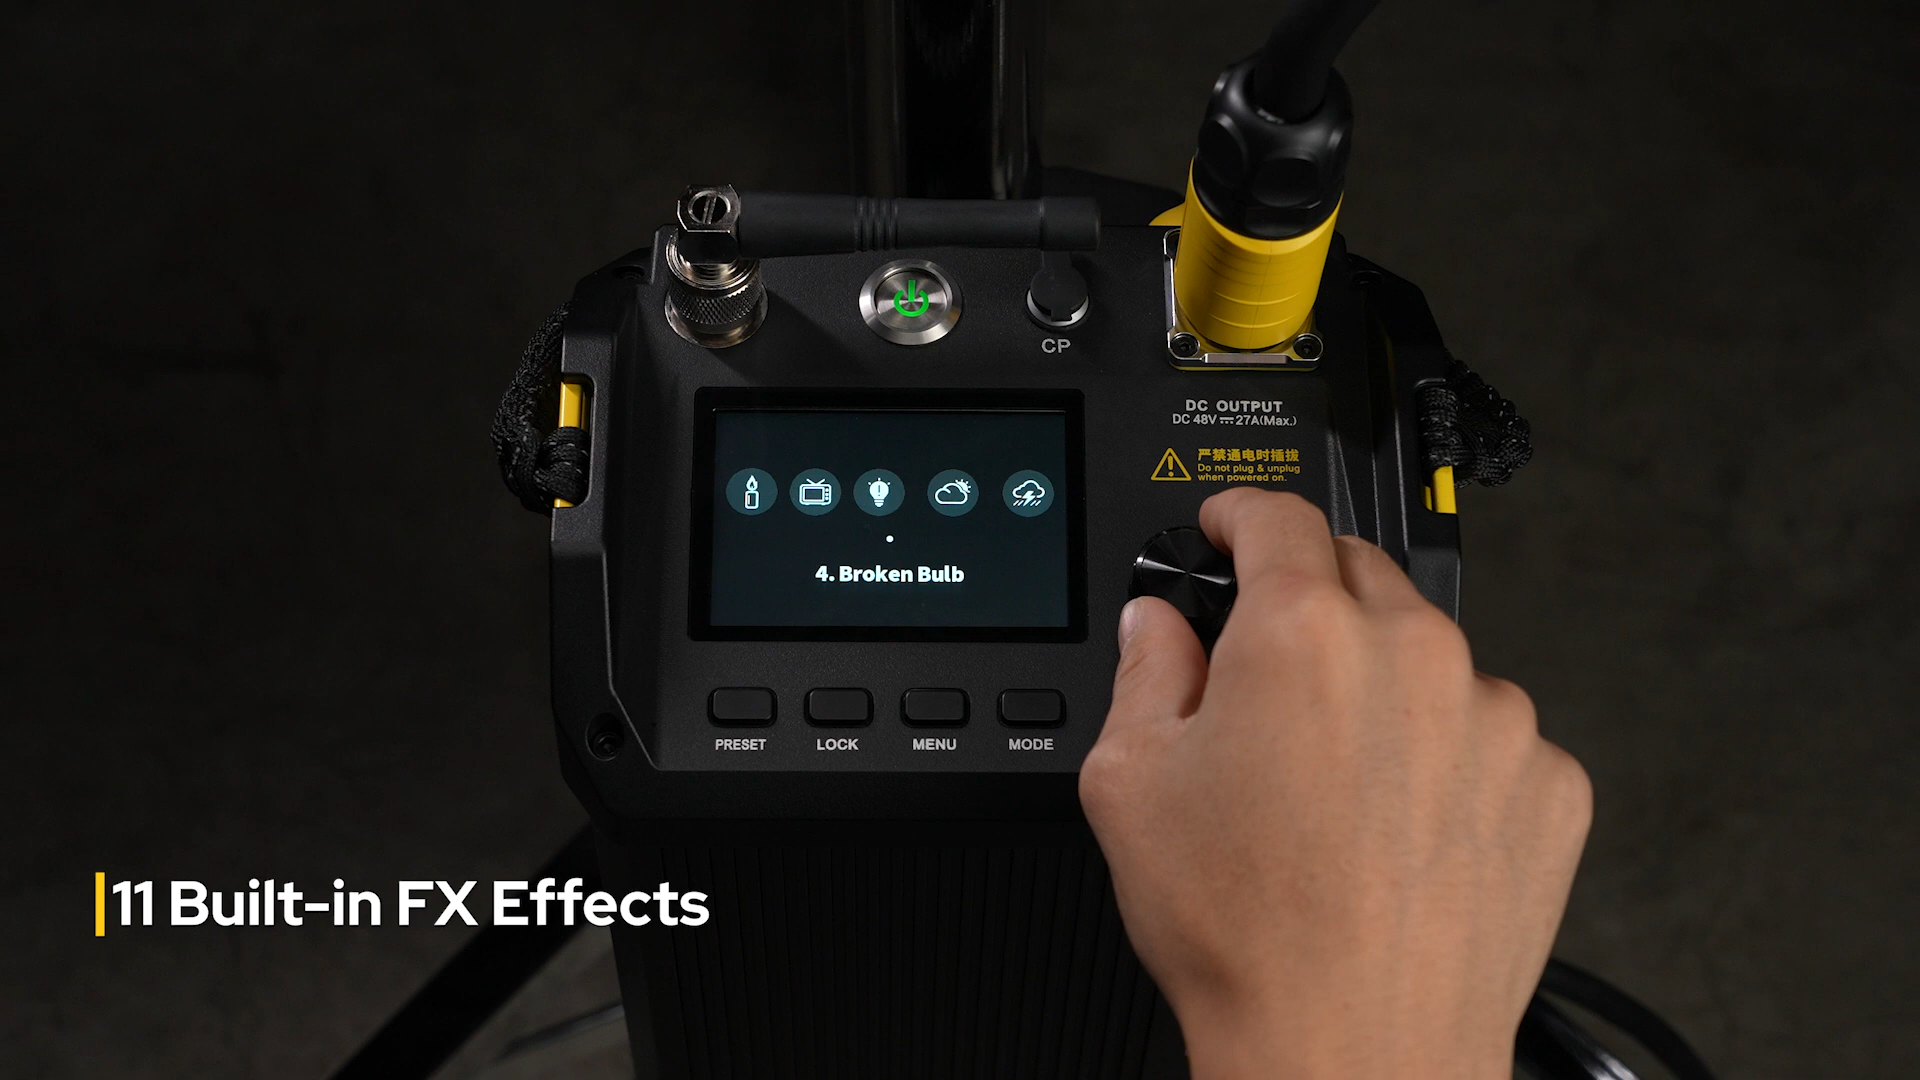 CP
DC OUTPUT
DC 48V⎓27A(Max.)
严禁通电时插拔
Do not plug & unplug
when powered on.
4. Broken Bulb
PRESET
LOCK
MENU
MODE
11 Built-in FX Effects